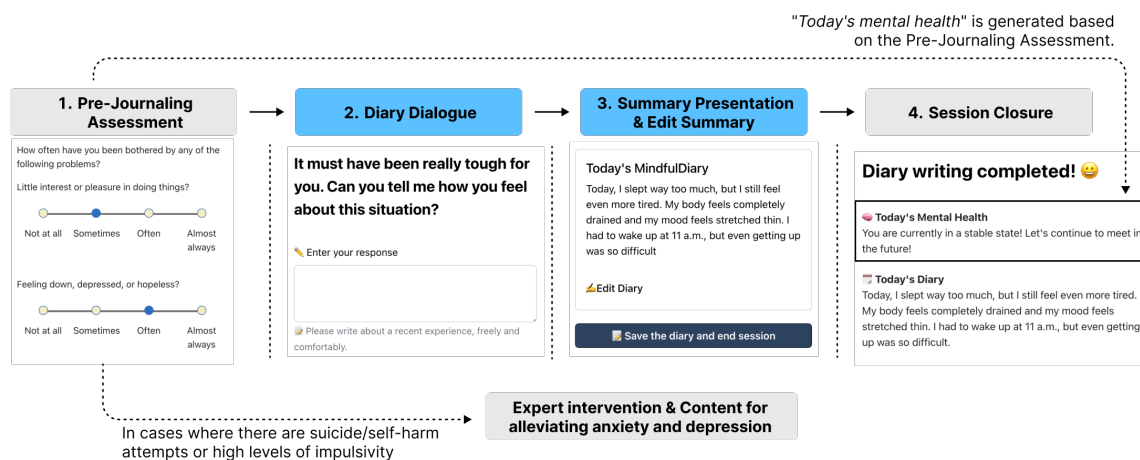 "Today's mental health" is generated based
on the Pre-Journaling Assessment.
1. Pre-Journaling
Assessment
How often have you been bothered by any of the
following problems?
Little interest or pleasure in doing things?
Not at all Sometimes Often Almost
always
Feeling down, depressed, or hopeless?
Not at all Sometimes Often Almost
always
2. Diary Dialogue
It must have been really tough for
you. Can you tell me how you feel
about this situation?
✏️ Enter your response
📝 Please write about a recent experience, freely and
comfortably.
3. Summary Presentation
& Edit Summary
Today's MindfulDiary
Today, I slept way too much, but I still feel
even more tired. My body feels completely
drained and my mood feels stretched thin. I
had to wake up at 11 a.m., but even getting up
was so difficult
✍️Edit Diary
📝 Save the diary and end session
4. Session Closure
Diary writing completed! 😀
🧠 Today's Mental Health
You are currently in a stable state! Let's continue to meet in
the future!
🗓️ Today's Diary
Today, I slept way too much, but I still feel even more tired.
My body feels completely drained and my mood feels
stretched thin. I had to wake up at 11 a.m., but even getting
up was so difficult.
In cases where there are suicide/self-harm
attempts or high levels of impulsivity
Expert intervention & Content for
alleviating anxiety and depression